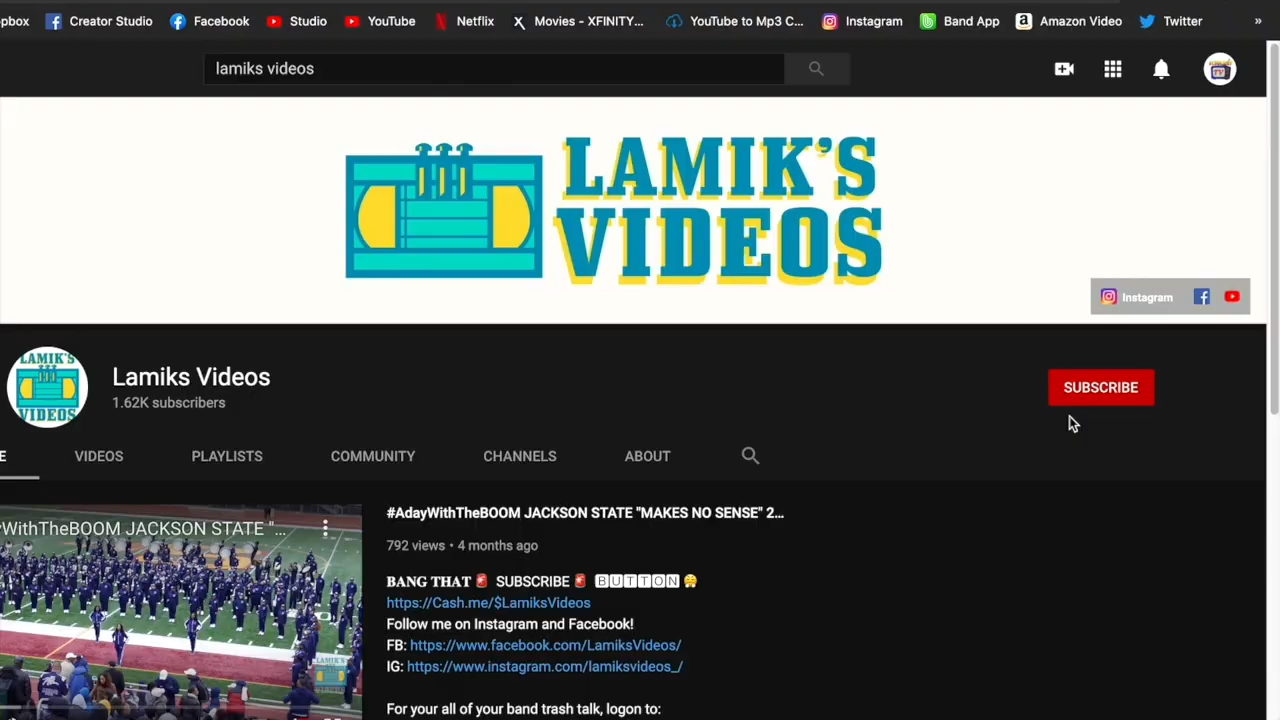 pbox Creator Studio Facebook Studio YouTube Netflix Movies - XFINITY... YouTube to Mp3 C... Instagram Band App Amazon Video Twitter »
lamiks videos
LAMIK'S
VIDEOS
Instagram
LAMIK'S
VIDEOS
Lamiks Videos
1.62K subscribers
SUBSCRIBE
E VIDEOS PLAYLISTS COMMUNITY CHANNELS ABOUT
yWithTheBOOM JACKSON STATE "...
#AdayWithTheBOOM JACKSON STATE "MAKES NO SENSE" 2...
792 views • 4 months ago
𝐁𝐀𝐍𝐆 𝐓𝐇𝐀𝐓🚨 SUBSCRIBE🚨 🄱🅄🅃🅃🄾🄽😤
https://Cash.me/$LamiksVideos
Follow me on Instagram and Facebook!
FB: https://www.facebook.com/LamiksVideos/
IG: https://www.instagram.com/lamiksvideos_/
For your all of your band trash talk, logon to: